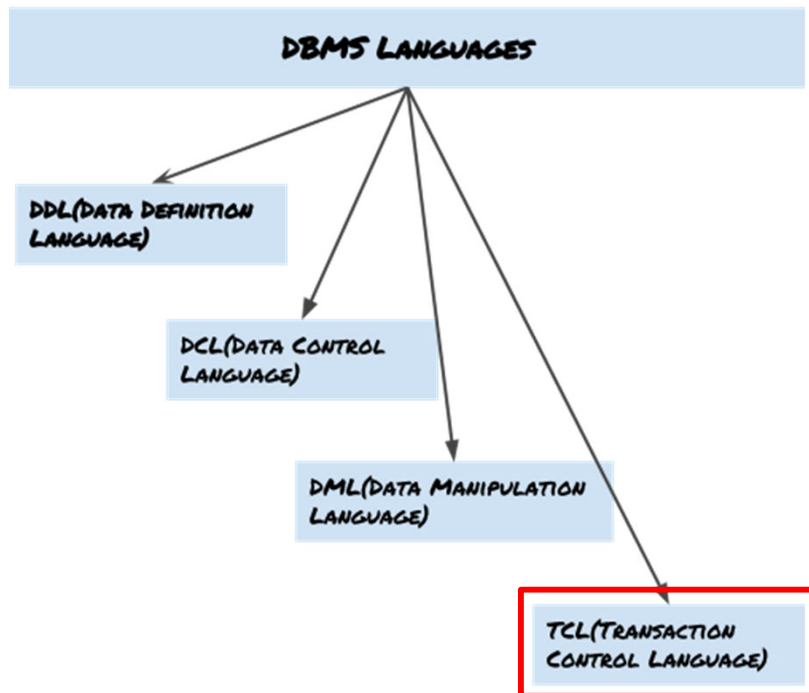 DBMS LANGUAGES
DDL(DATA DEFINITION
LANGUAGE)
DCL(DATA CONTROL
LANGUAGE)
DML(DATA MANIPULATION
LANGUAGE)
TCL(TRANSACTION
CONTROL LANGUAGE)